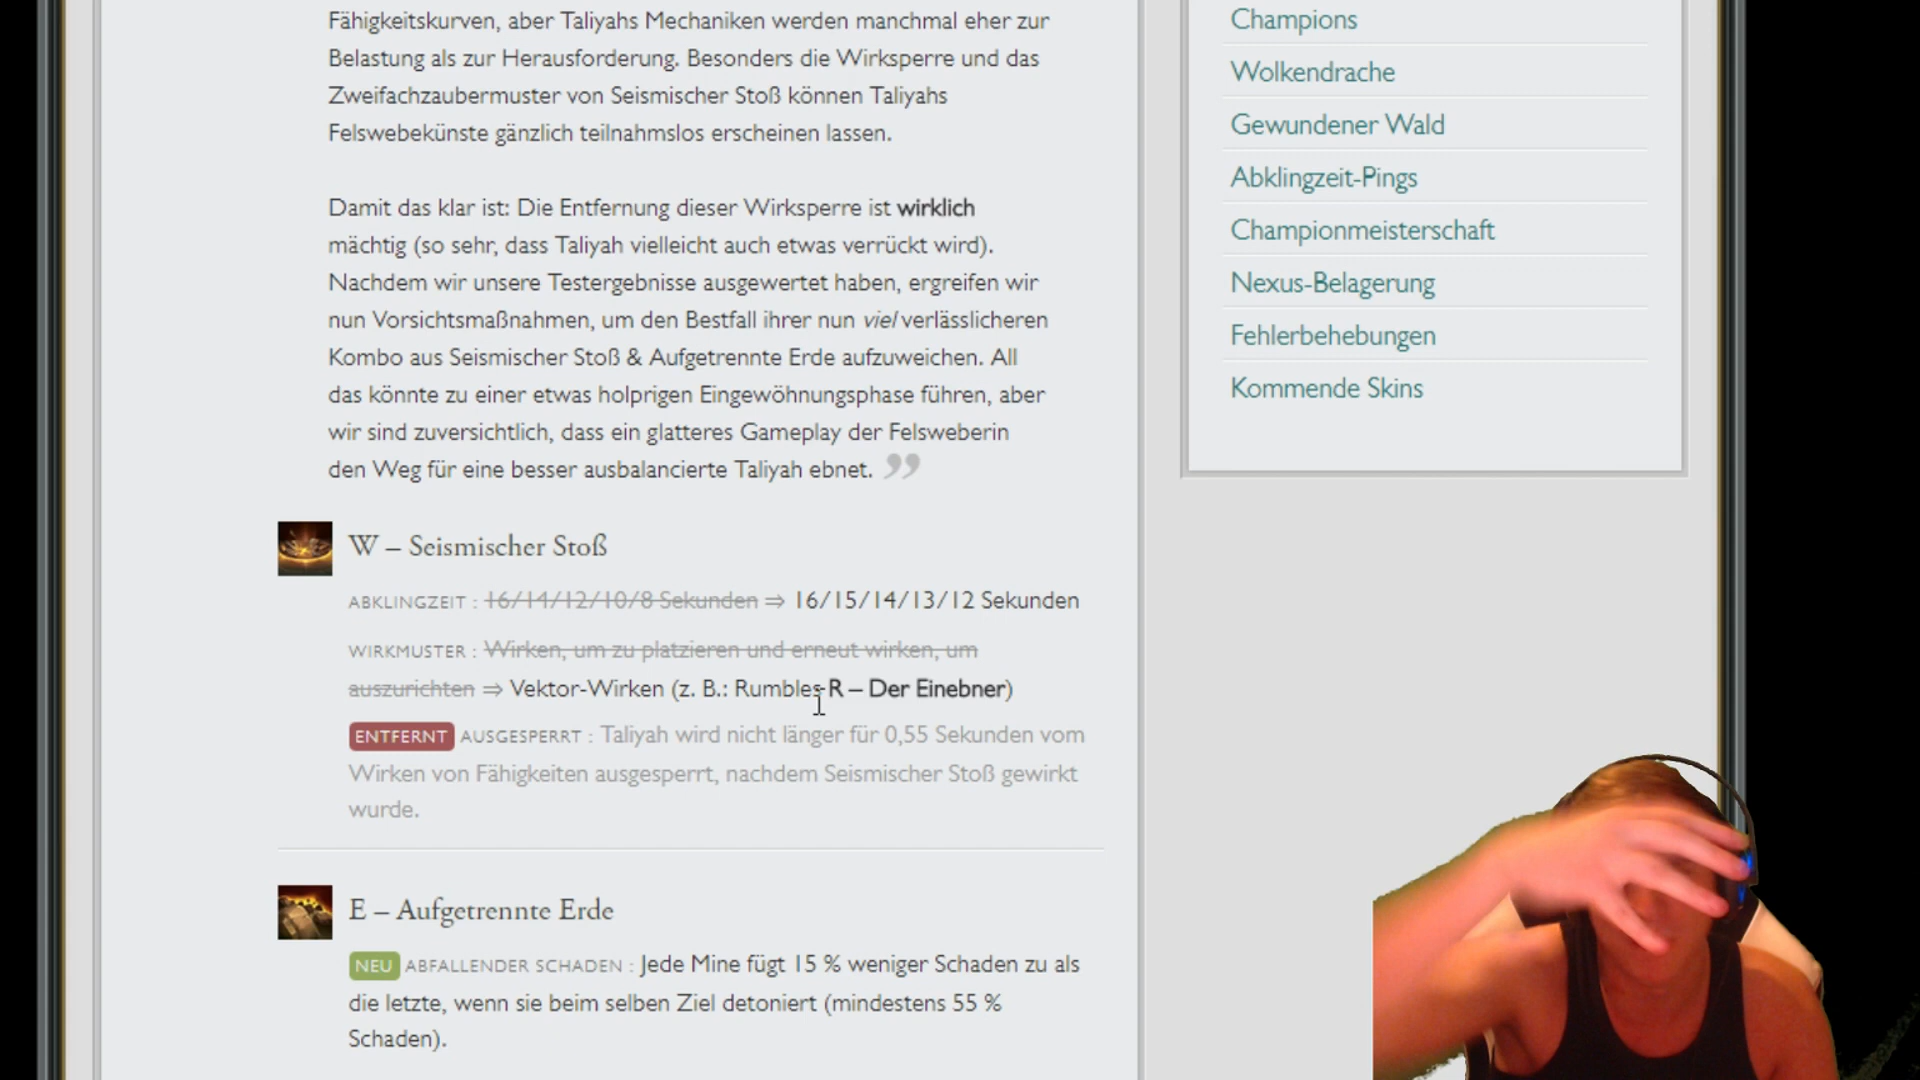 Fähigkeitskurven, aber Taliyahs Mechaniken werden manchmal eher zur
Belastung als zur Herausforderung. Besonders die Wirksperre und das
Zweifachzaubermuster von Seismischer Stoß können Taliyahs
Felswebekünste gänzlich teilnahmslos erscheinen lassen.
Damit das klar ist: Die Entfernung dieser Wirksperre ist wirklich
mächtig (so sehr, dass Taliyah vielleicht auch etwas verrückt wird).
Nachdem wir unsere Testergebnisse ausgewertet haben, ergreifen wir
nun Vorsichtsmaßnahmen, um den Bestfall ihrer nun viel verlässlicheren
Kombo aus Seismischer Stoß & Aufgetrennte Erde aufzuweichen. All
das könnte zu einer etwas holprigen Eingewöhnungsphase führen, aber
wir sind zuversichtlich, dass ein glatteres Gameplay der Felsweberin
den Weg für eine besser ausbalancierte Taliyah ebnet. ”
W – Seismischer Stoß
ABKLINGZEIT : 16/14/12/10/8 Sekunden ⇒ 16/15/14/13/12 Sekunden
WIRKMUSTER : Wirken, um zu platzieren und erneut wirken, um
auszurichten ⇒ Vektor-Wirken (z. B.: Rumbles R – Der Einebner)
ENTFERNT AUSGESPERRT : Taliyah wird nicht länger für 0,55 Sekunden vom
Wirken von Fähigkeiten ausgesperrt, nachdem Seismischer Stoß gewirkt
wurde.
E – Aufgetrennte Erde
NEU ABFALLENDER SCHADEN : Jede Mine fügt 15 % weniger Schaden zu als
die letzte, wenn sie beim selben Ziel detoniert (mindestens 55 %
Schaden).
Champions
Wolkendrache
Gewundener Wald
Abklingzeit-Pings
Championmeisterschaft
Nexus-Belagerung
Fehlerbehebungen
Kommende Skins